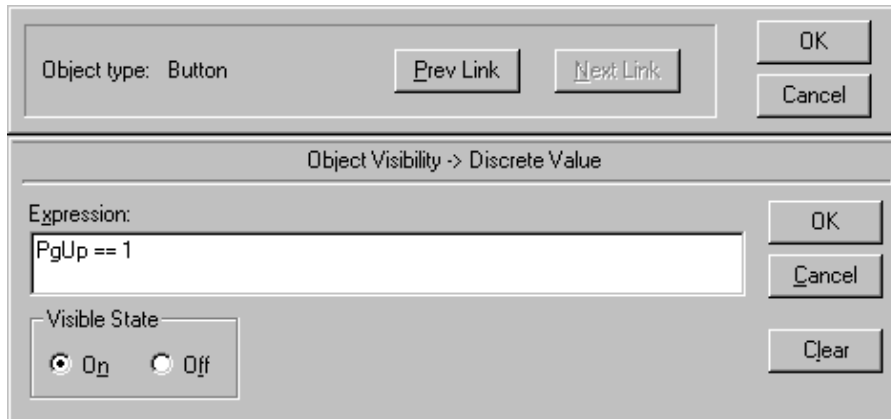 OK
Object type: Button Prev Link Next Link
Cancel
Object Visibility -> Discrete Value
Expression:
OK
PgUp == 1
Cancel
Visible State
On Off
Clear